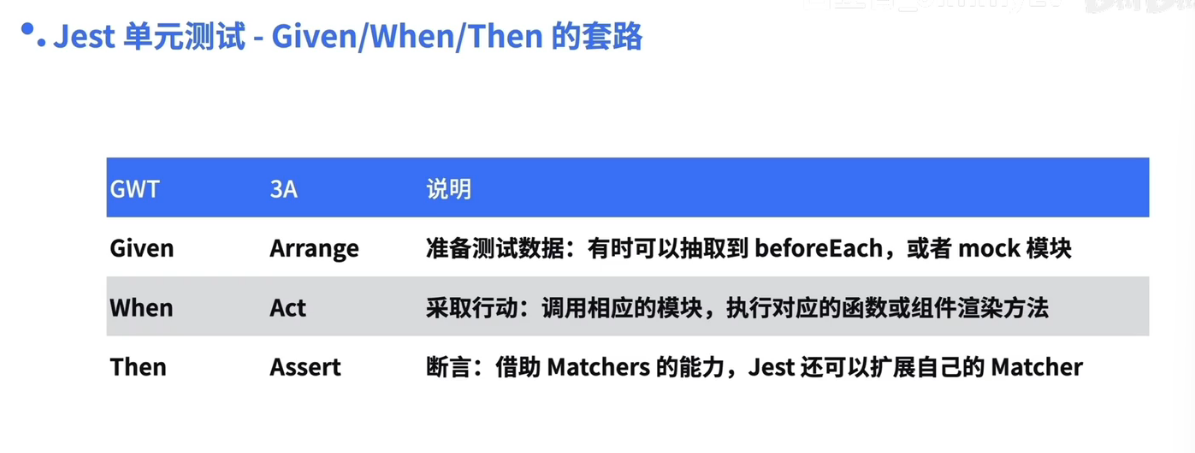 Jest 单元测试 - Given/When/Then 的套路
GWT 3A 说明
Given Arrange 准备测试数据：有时可以抽取到 beforeEach，或者 mock 模块
When Act 采取行动：调用相应的模块，执行对应的函数或组件渲染方法
Then Assert 断言：借助 Matchers 的能力，Jest 还可以扩展自己的 Matcher